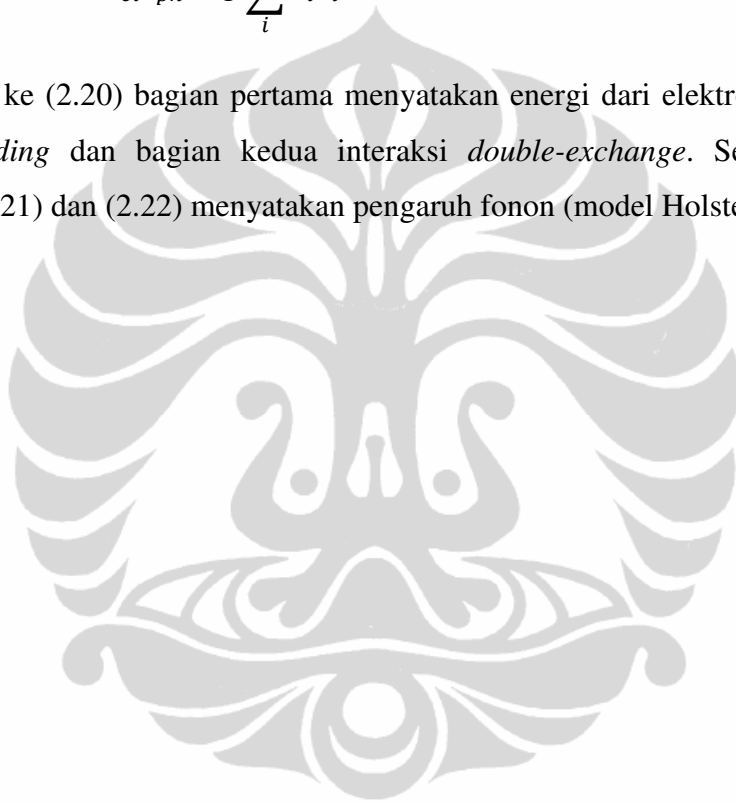 i
ke (2.20) bagian pertama menyatakan energi dari elektr
ding dan bagian kedua interaksi double-exchange. Se
21) dan (2.22) menyatakan pengaruh fonon (model Holste